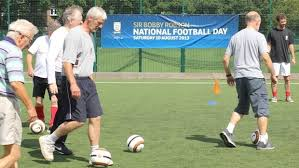 SIR BOBBY ROBSON
NATIONAL FOOTBALL DAY
SATURDAY 10 AUGUST 2013